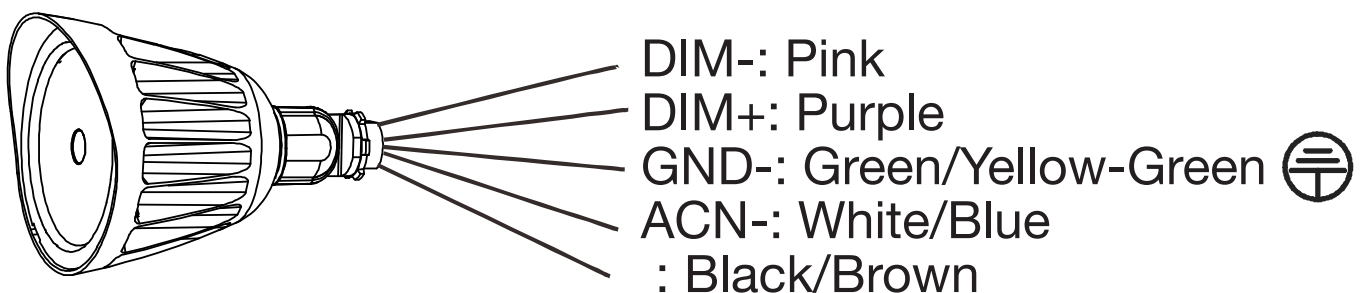 DIM-: Pink
DIM+: Purple
GND-: Green/Yellow-Green
ACN-: White/Blue
: Black/Brown